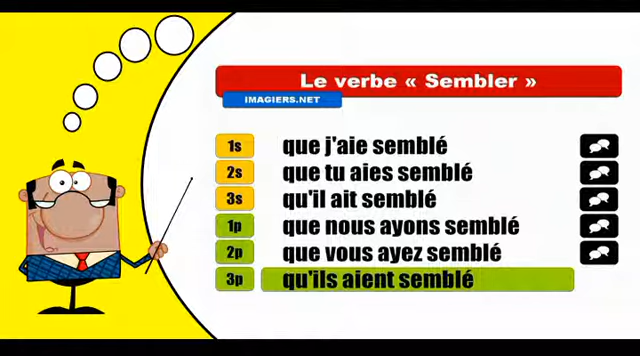 Le verbe « Sembler »
IMAGIERS.NET
1s que j'aie semblé
2s que tu aies semblé
3s qu'il ait semblé
1p que nous ayons semblé
2p que vous ayez semblé
3p qu'ils aient semblé